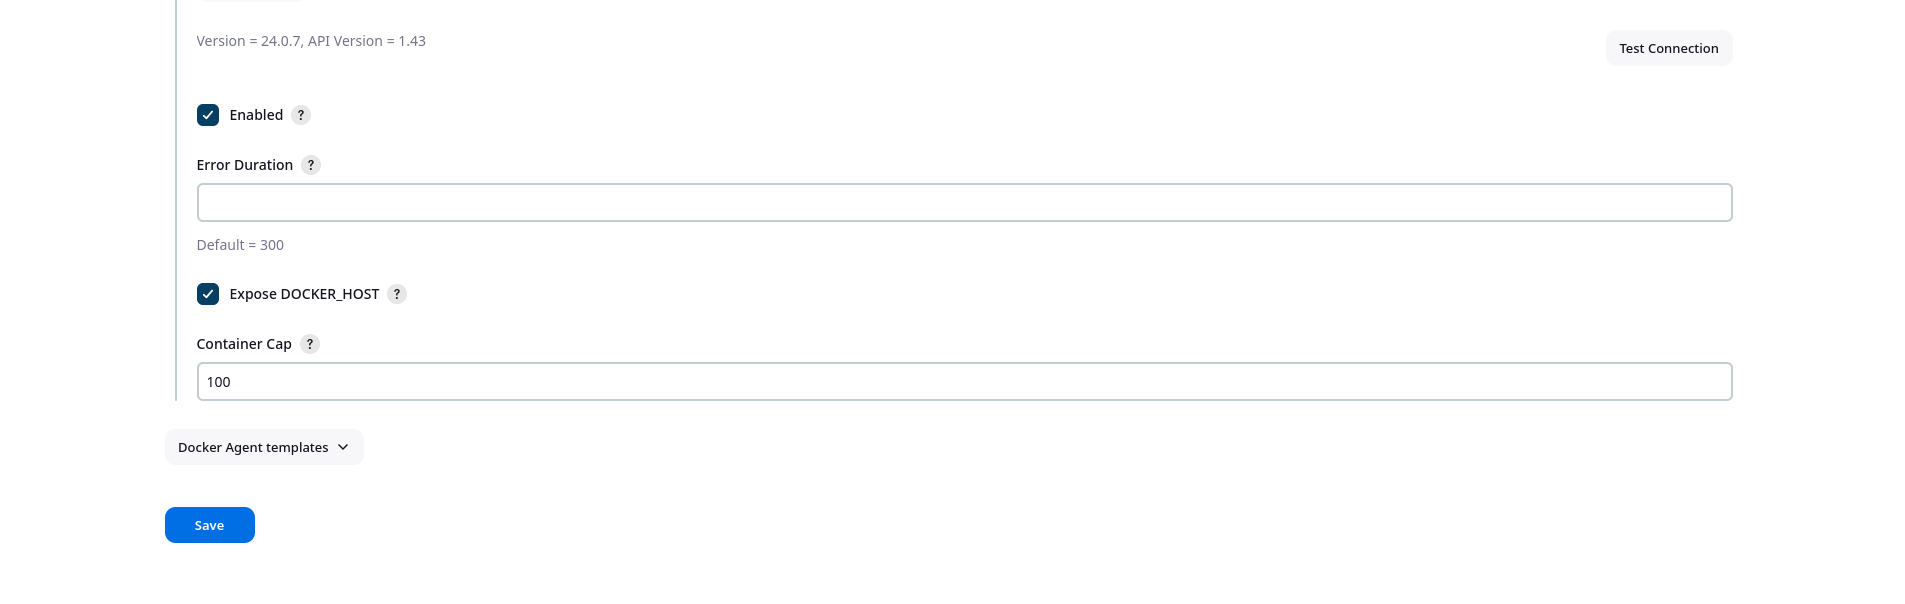 Version = 24.0.7, API Version = 1.43
Test Connection
Enabled ?
Error Duration ?
Default = 300
Expose DOCKER_HOST ?
Container Cap ?
100
Docker Agent templates
Save